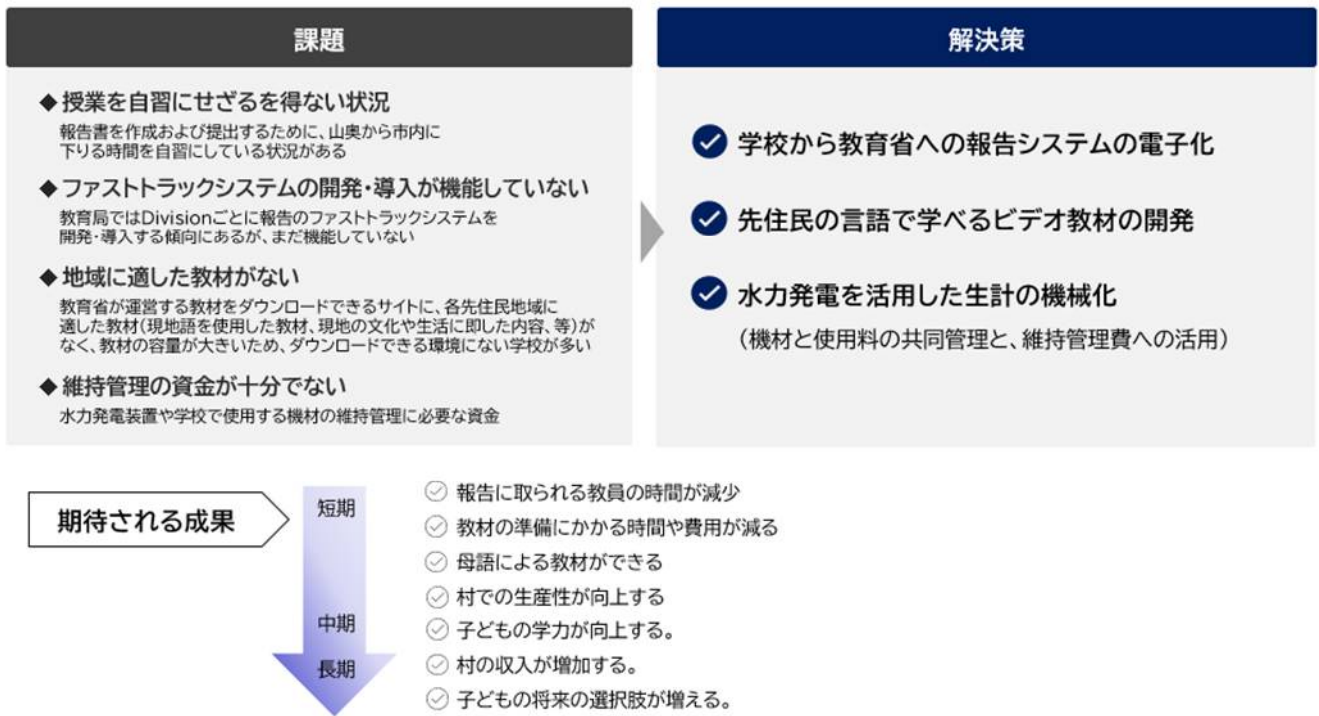 課題
◆授業を自習にせざるを得ない状況
報告書を作成および提出するために、山奥から市内に
下りる時間を自習にしている状況がある
◆ファストトラックシステムの開発・導入が機能していない
教育局ではDivisionごとに報告のファストトラックシステムを
開発・導入する傾向にあるが、まだ機能していない
◆地域に適した教材がない
教育省が運営する教材をダウンロードできるサイトに、各先住民地域に
適した教材(現地語を使用した教材、現地の文化や生活に即した内容、等)が
なく、教材の容量が大きいため、ダウンロードできる環境にない学校が多い
◆維持管理の資金が十分でない
水力発電装置や学校で使用する機材の維持管理に必要な資金
解決策
学校から教育省への報告システムの電子化
先住民の言語で学べるビデオ教材の開発
水力発電を活用した生計の機械化
(機材と使用料の共同管理と、維持管理費への活用)
期待される成果
短期
中期
長期
報告に取られる教員の時間が減少
教材の準備にかかる時間や費用が減る
母語による教材ができる
村での生産性が向上する
子どもの学力が向上する。
村の収入が増加する。
子どもの将来の選択肢が増える。